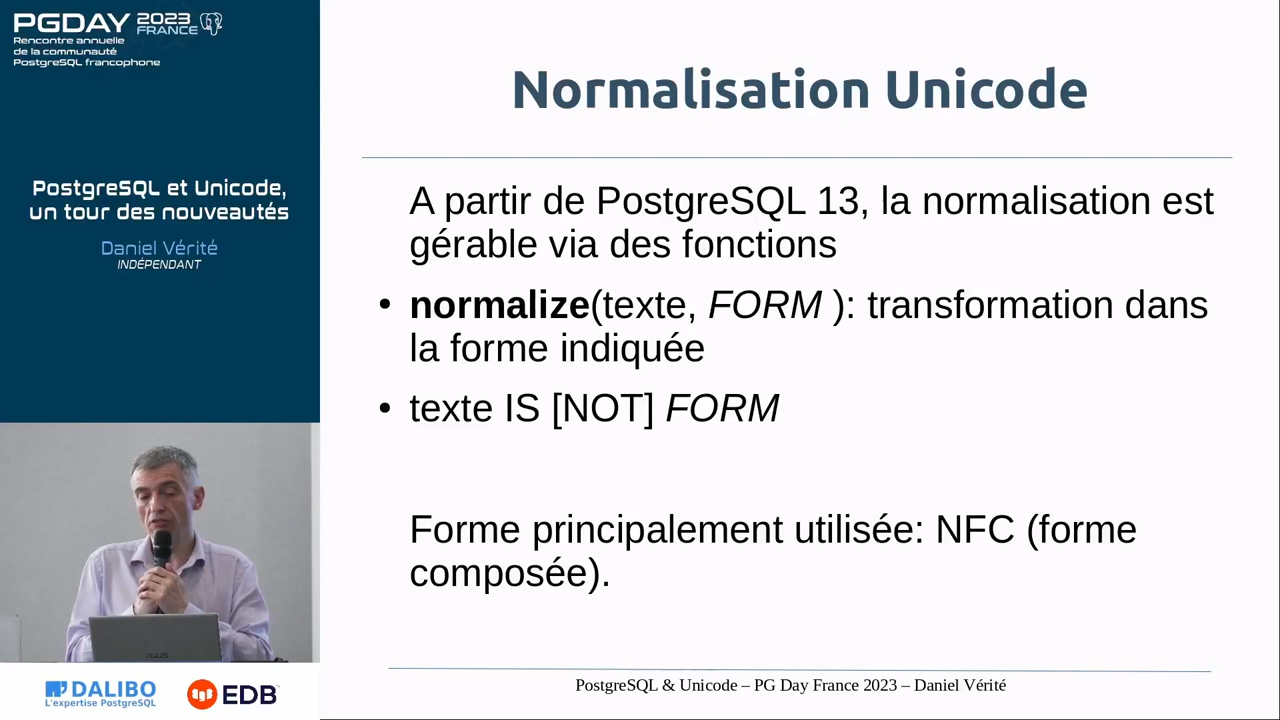 PGDAY 2023 FRANCE
Rencontre annuelle
de la communauté
PostgreSQL francophone
PostgreSQL et Unicode,
un tour des nouveautés
Daniel Vérité
INDÉPENDANT
Normalisation Unicode
A partir de PostgreSQL 13, la normalisation est
gérable via des fonctions
• normalize(texte, FORM ): transformation dans
la forme indiquée
• texte IS [NOT] FORM
Forme principalement utilisée: NFC (forme
composée).
PostgreSQL & Unicode – PG Day France 2023 – Daniel Vérité
ASUS
DALIBO
L'expertise PostgreSQL
EDB